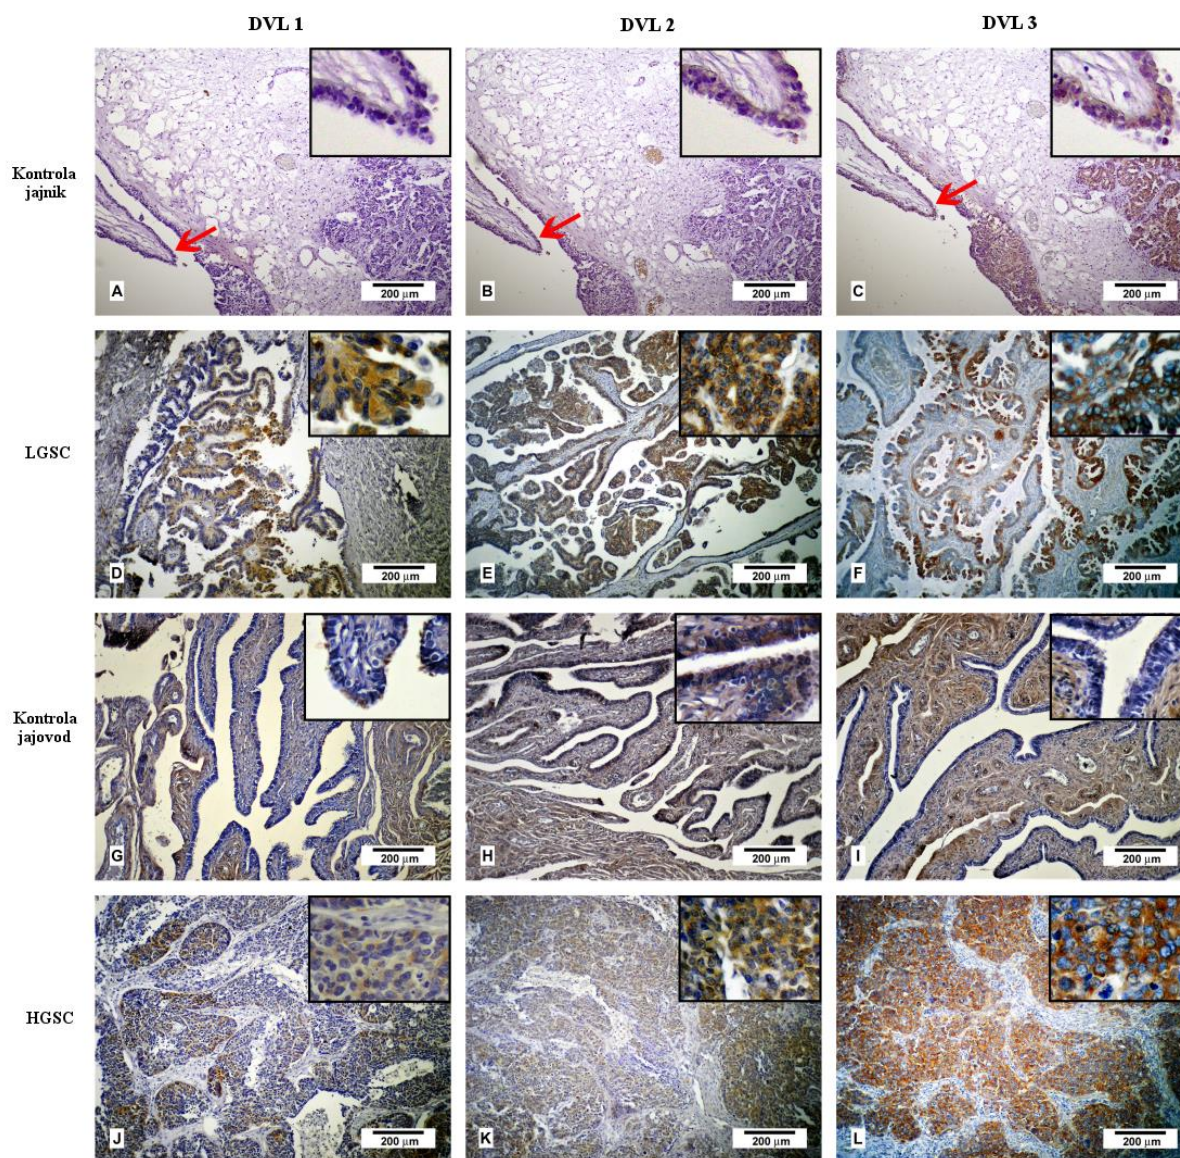 DVL 1 DVL 2 DVL 3
Kontrola
jajnik
A 200 µm B 200 µm C 200 µm
LGSC
D 200 µm E 200 µm F 200 µm
Kontrola
jajovod
G 200 µm H 200 µm I 200 µm
HGSC
J 200 µm K 200 µm L 200 µm